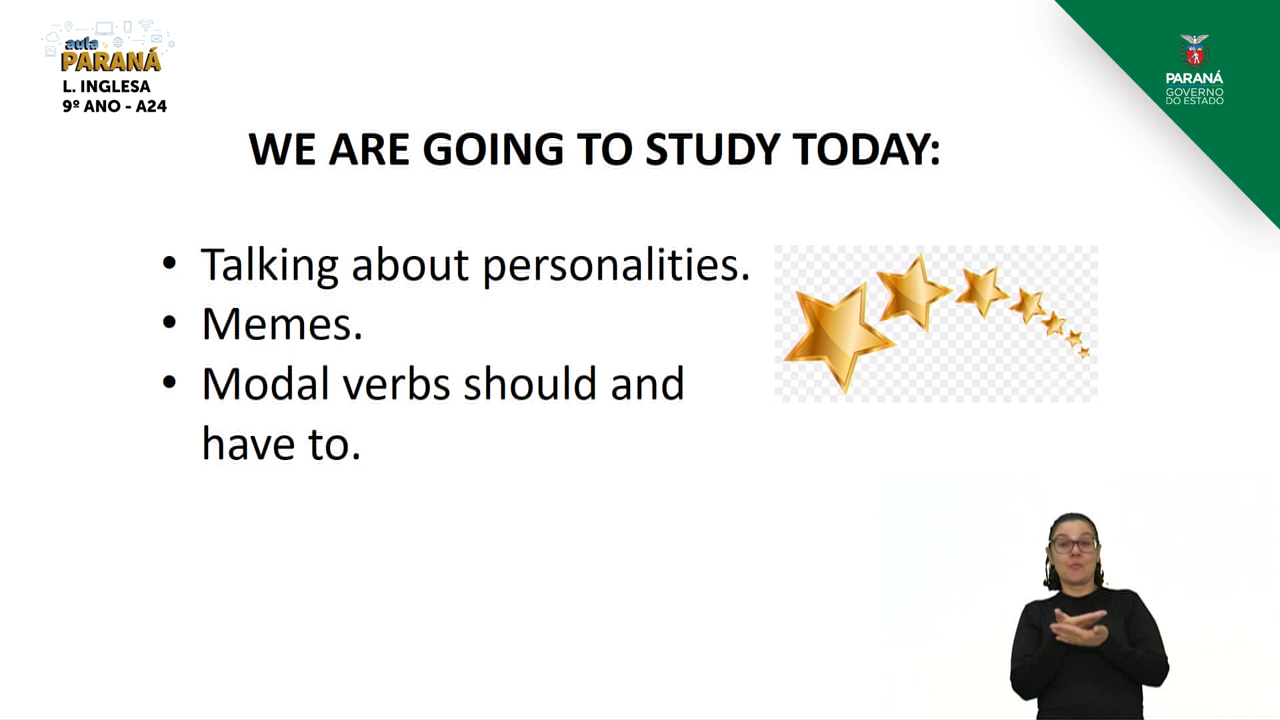 aula
PARANÁ
L. INGLESA
9º ANO - A24
PARANÁ
GOVERNO
DO ESTADO
WE ARE GOING TO STUDY TODAY:
• Talking about personalities.
• Memes.
• Modal verbs should and
have to.